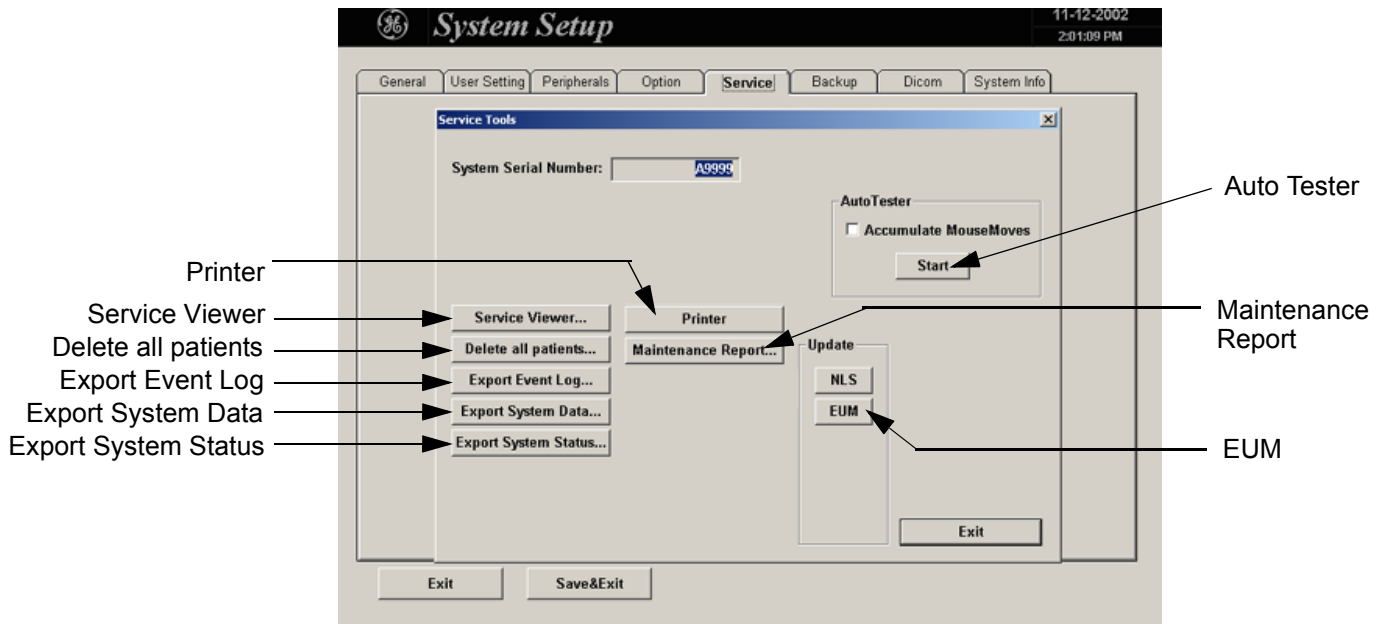 GE
System Setup
11-12-2002
2:01:09 PM
General User Setting Peripherals Option Service Backup Dicom System Info
Service Tools
System Serial Number: A9999
AutoTester
Accumulate MouseMoves
Start
Auto Tester
Printer
Service Viewer
Delete all patients
Export Event Log
Export System Data
Export System Status
Service Viewer...
Delete all patients...
Export Event Log...
Export System Data...
Export System Status...
Printer
Maintenance Report...
Update
NLS
EUM
Maintenance
Report
EUM
Exit
Exit Save&Exit